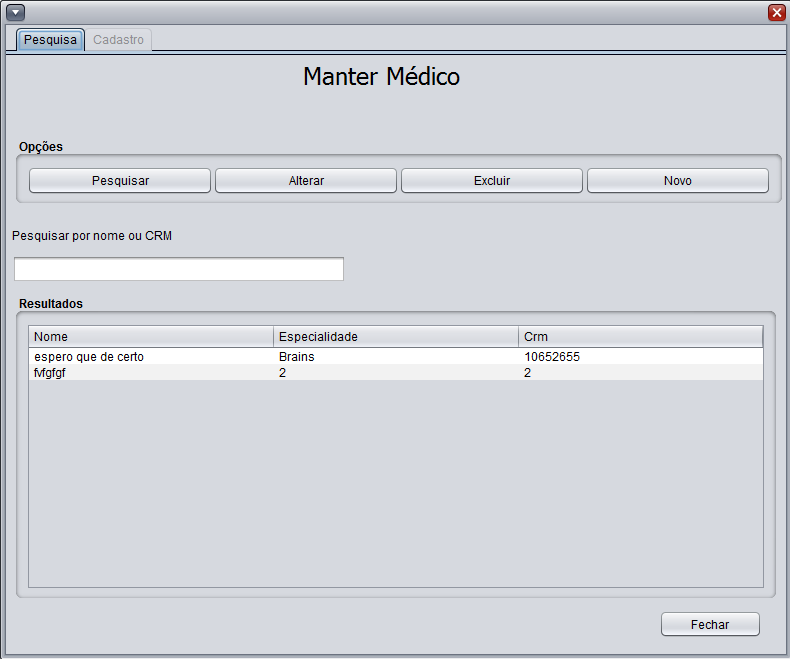 Pesquisa Cadastro
Manter Médico
Opções
Pesquisar Alterar Excluir Novo
Pesquisar por nome ou CRM
Resultados
Nome Especialidade Crm
espero que de certo Brains 10652655
fvfgfgf 2 2
Fechar